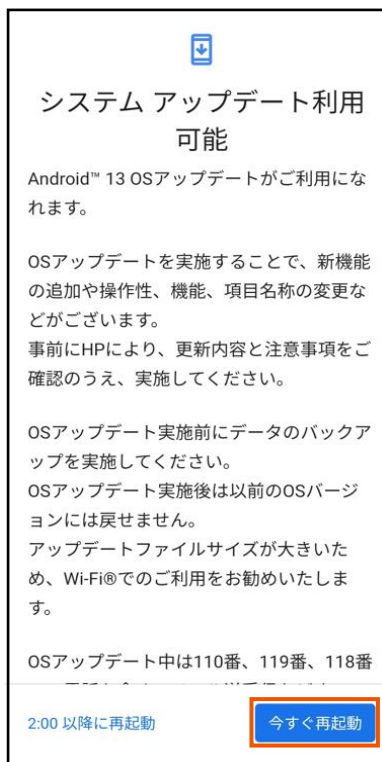 システム アップデート利用
可能
Android™ 13 OSアップデートがご利用にな
れます。
OSアップデートを実施することで、新機能
の追加や操作性、機能、項目名称の変更な
どがございます。
事前にHPにより、更新内容と注意事項をご
確認のうえ、実施してください。
OSアップデート実施前にデータのバックア
ップを実施してください。
OSアップデート実施後は以前のOSバージ
ョンには戻せません。
アップデートファイルサイズが大きいた
め、Wi-Fi®でのご利用をお勧めいたしま
す。
OSアップデート中は110番、119番、118番
2:00 以降に再起動
今すぐ再起動